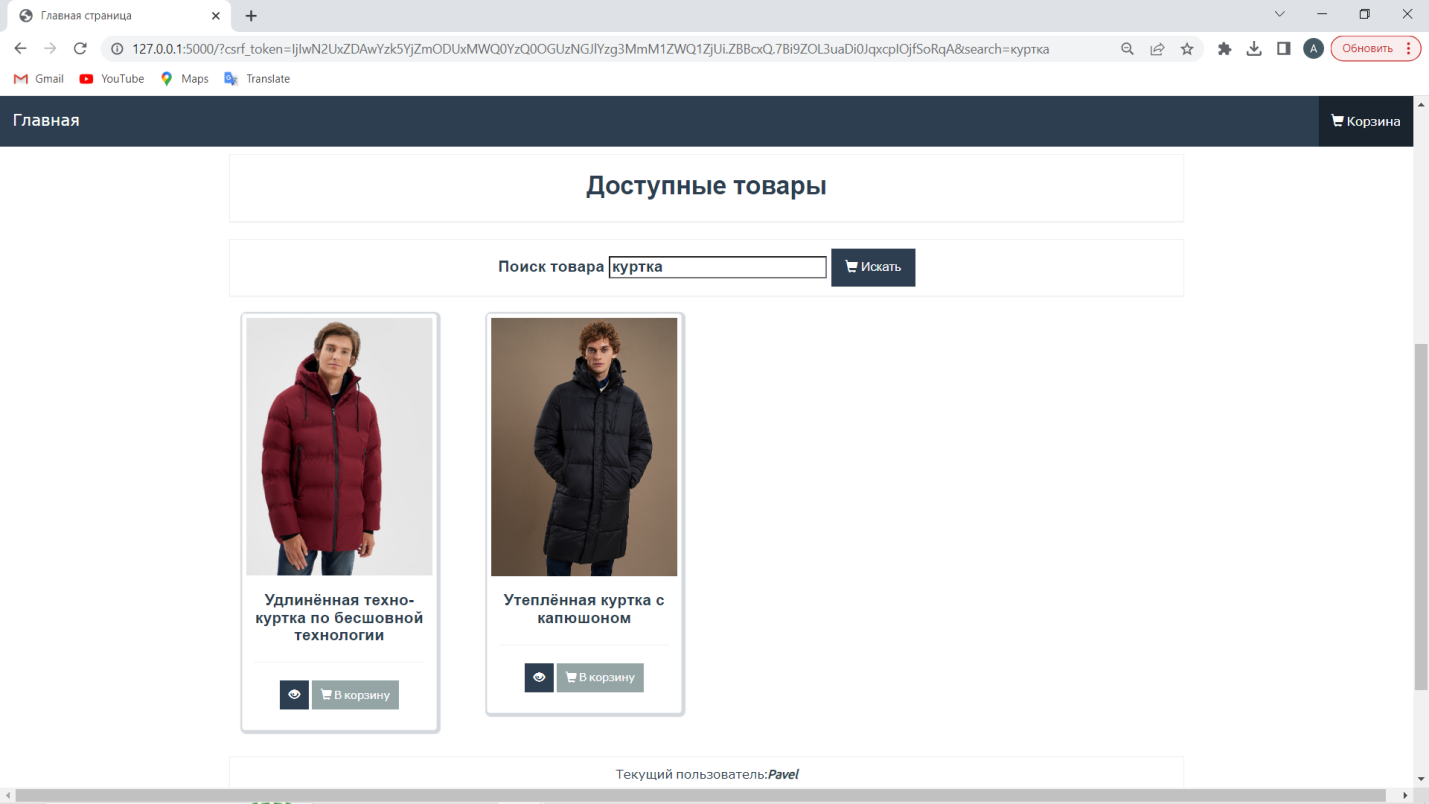 Главная страница
127.0.0.1:5000/?csrf_token=IjIwN2UxZDAwYzk5YjZmODUxMWQ0YzQ0OGUzNGJlYzg3MmM1ZWQ1ZjUi.ZBBcxQ.7Bi9ZOL3uaDi0JqxcpIOjfSoRqA&search=куртка
A
Обновить
Gmail
YouTube
Maps
Translate
Главная
Корзина
Доступные товары
Поиск товара
куртка
Искать
Удлинённая техно-
куртка по бесшовной
технологии
В корзину
Утеплённая куртка с
капюшоном
В корзину
Текущий пользователь:Pavel